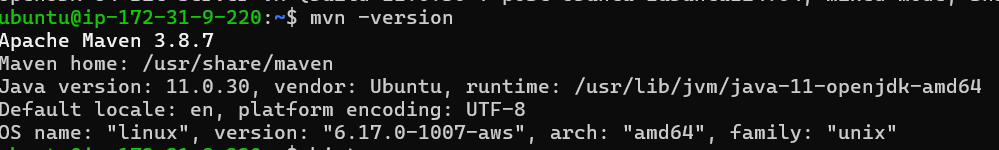 ubuntu@ip-172-31-9-220:~$ mvn -version
Apache Maven 3.8.7
Maven home: /usr/share/maven
Java version: 11.0.30, vendor: Ubuntu, runtime: /usr/lib/jvm/java-11-openjdk-amd64
Default locale: en, platform encoding: UTF-8
OS name: "linux", version: "6.17.0-1007-aws", arch: "amd64", family: "unix"